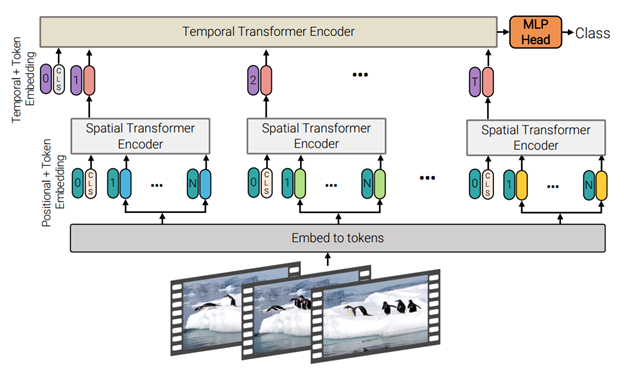 Temporal Transformer Encoder
MLP
Head
Class
Temporal + Token
Embedding
0 CLS 1 2 ... T
Spatial Transformer
Encoder
Spatial Transformer
Encoder
Spatial Transformer
Encoder
Positional + Token
Embedding
0 CLS 1 ... N 0 CLS 1 ... N ... 0 CLS 1 ... N
Embed to tokens